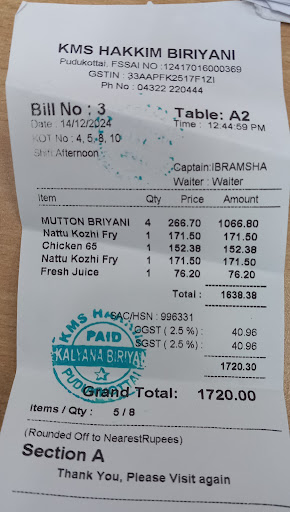 KMS HAKKIM BIRIYANI
Pudukottai, FSSAI NO :12417016000369
GSTIN : 33AAPFK2517F1ZI
Ph No : 04322 220444
Bill No : 3 Table: A2
Date : 14/12/2024 Time : 12:44:59 PM
KOT No : 4, 5, 8, 10
Shift:Afternoon
Captain:IBRAMSHA
Waiter : Waiter
Item Qty Price Amount
MUTTON BRIYANI 4 266.70 1066.80
Nattu Kozhi Fry 1 171.50 171.50
Chicken 65 1 152.38 152.38
Nattu Kozhi Fry 1 171.50 171.50
Fresh Juice 1 76.20 76.20
Total : 1638.38
SAC/HSN : 996331
CGST ( 2.5% ) : 40.96
SGST ( 2.5% ) : 40.96
1720.30
KMS
PAID
KALYANA BIRIYANI
PUDUKOTTAI
Grand Total: 1720.00
Items / Qty : 5 / 8
(Rounded Off to NearestRupees)
Section A
Thank You, Please Visit again